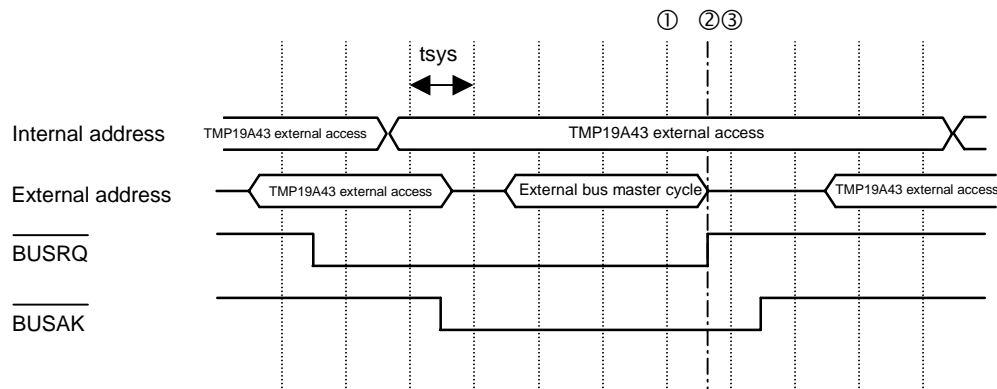 ① ②③
tsys
Internal address TMP19A43 external access TMP19A43 external access
External address TMP19A43 external access External bus master cycle TMP19A43 external access
BUSRQ
BUSAK